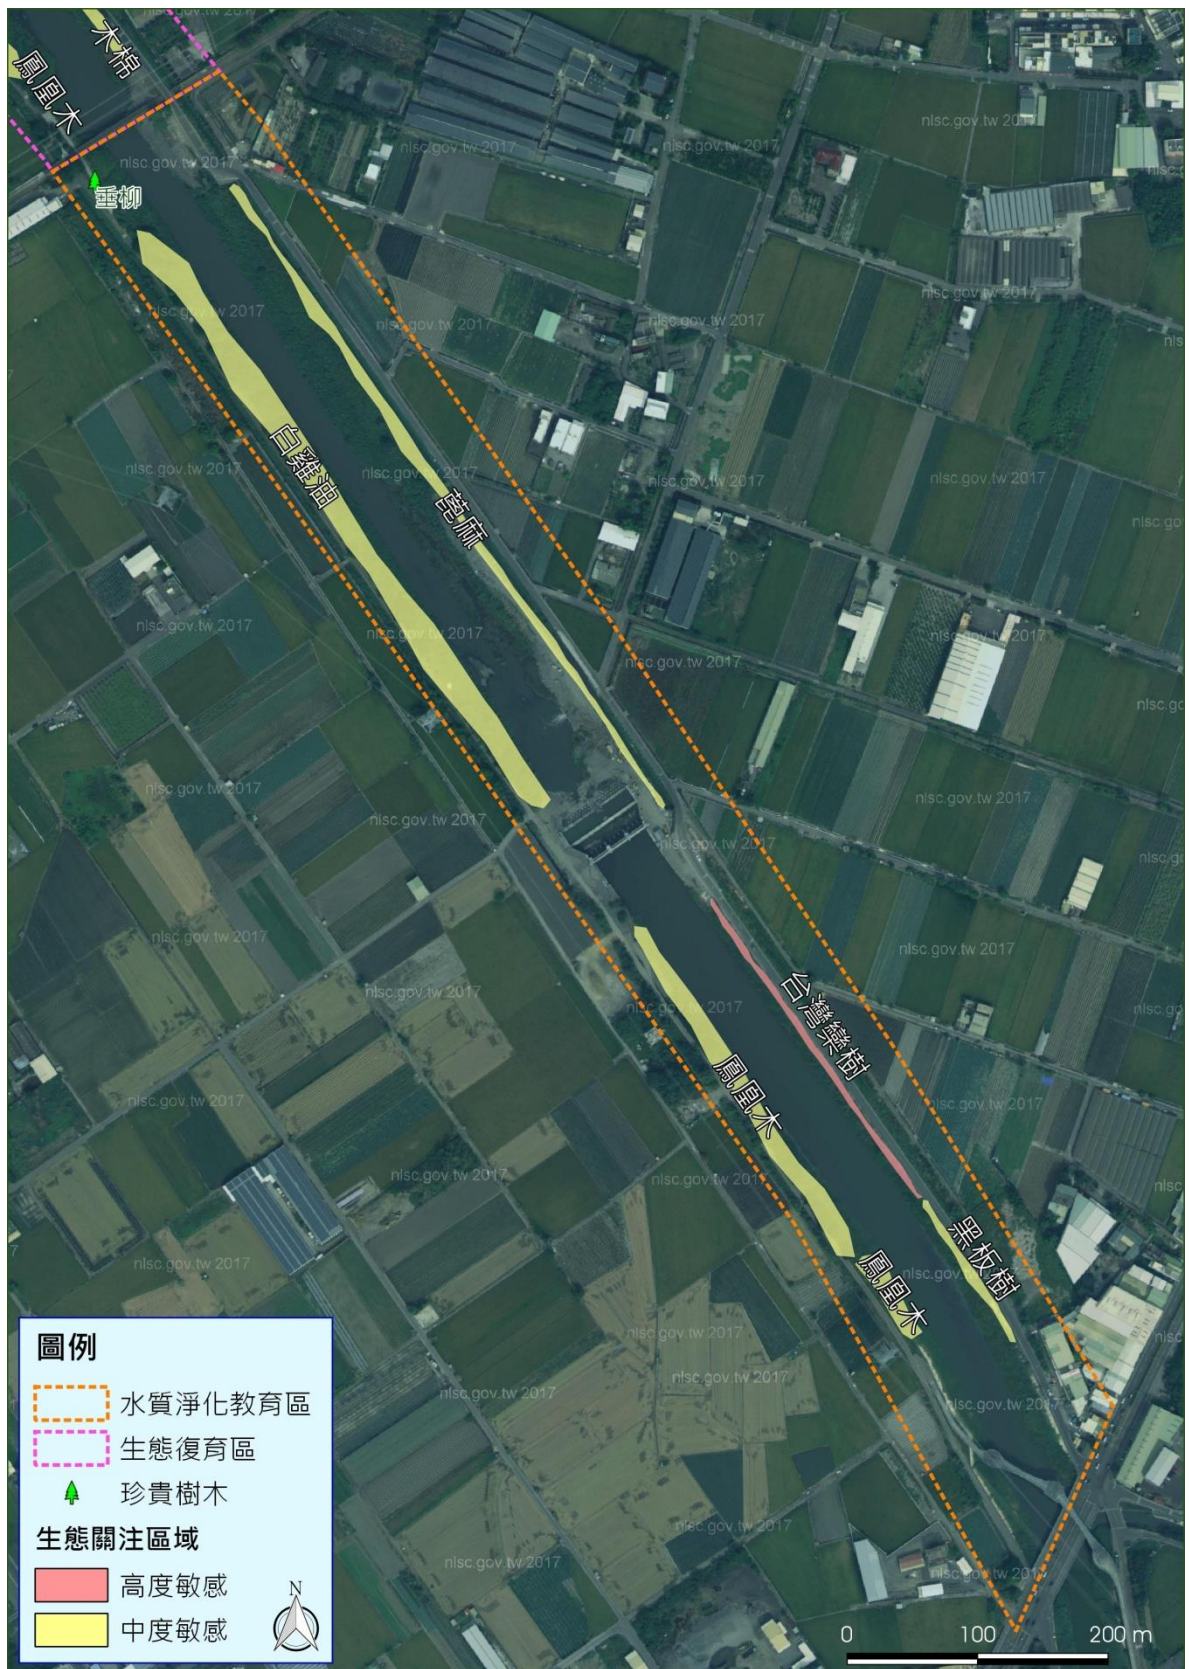 木棉
鳳凰木
垂柳
白雞油
蓖麻
台灣欒樹
鳳凰木
黑板樹
鳳凰木
nlsc.gov.tw 2017
圖例
水質淨化教育區
生態復育區
珍貴樹木
生態關注區域
高度敏感
中度敏感
N
0 100 200 m